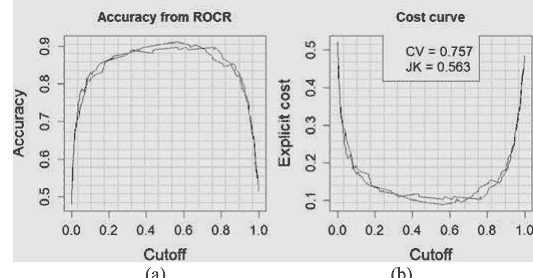 Accuracy from ROCR
Accuracy
0.9
0.8
0.7
0.6
0.5
0.0 0.2 0.4 0.6 0.8 1.0
Cutoff
(a)
Cost curve
CV = 0.757
JK = 0.563
Explicit cost
0.5
0.4
0.3
0.2
0.1
0.0 0.2 0.4 0.6 0.8 1.0
Cutoff
(b)